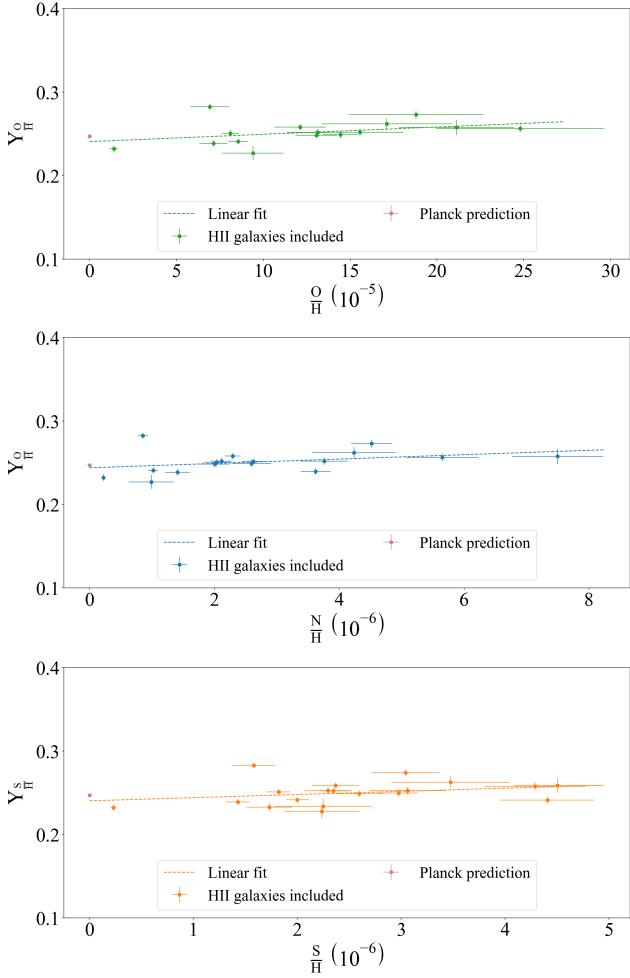 0.4
0.3
0.2
0.1
Y O/H
Linear fit
HII galaxies included
Planck prediction
0 5 10 15 20 25 30
O/H (10⁻⁵)
0.4
0.3
0.2
0.1
Y O/H
Linear fit
HII galaxies included
Planck prediction
0 2 4 6 8
N/H (10⁻⁶)
0.4
0.3
0.2
0.1
Y S/H
Linear fit
HII galaxies included
Planck prediction
0 1 2 3 4 5
S/H (10⁻⁶)